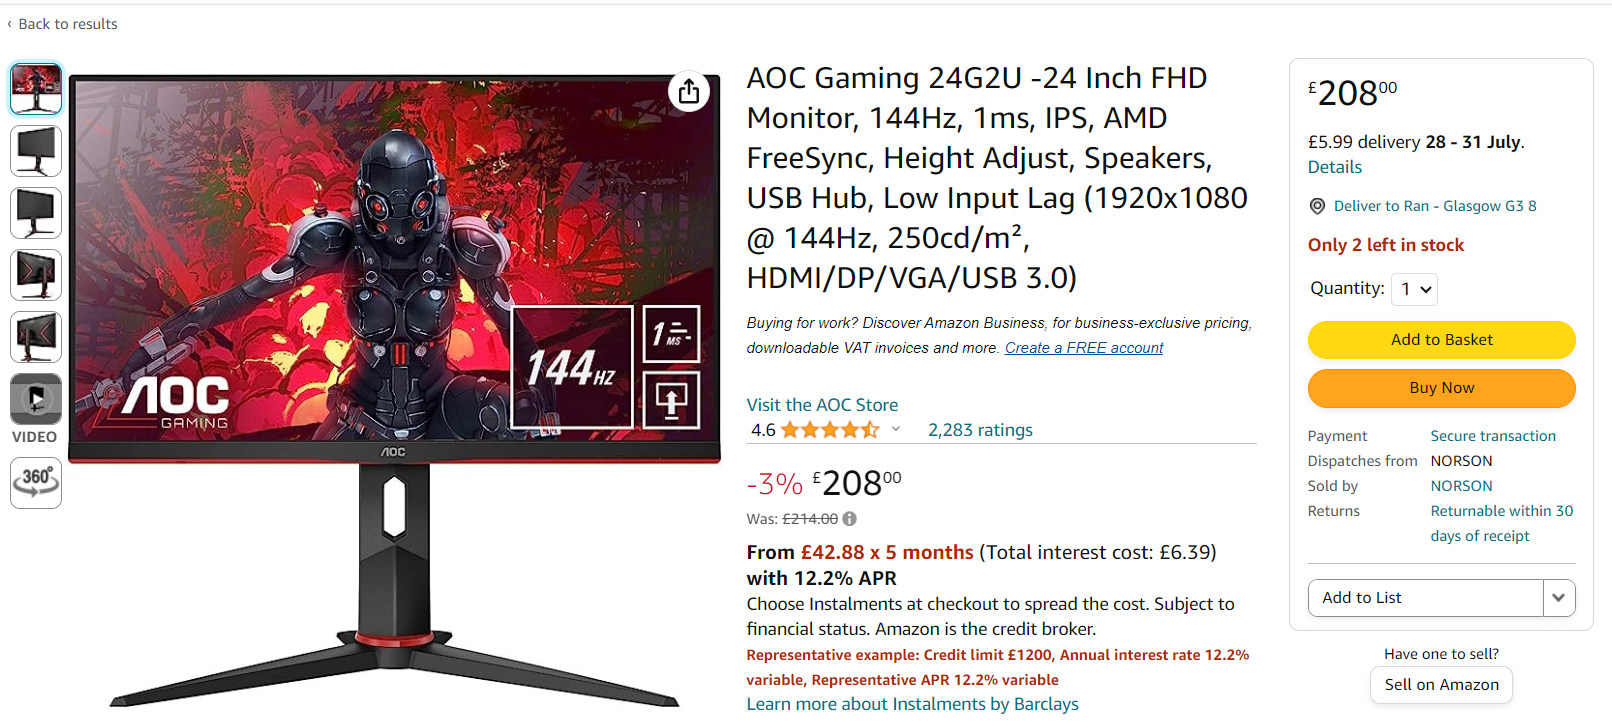 ‹ Back to results
VIDEO
360°
144HZ
1 MS
AOC
GAMING
AOC
AOC Gaming 24G2U -24 Inch FHD
Monitor, 144Hz, 1ms, IPS, AMD
FreeSync, Height Adjust, Speakers,
USB Hub, Low Input Lag (1920x1080
@ 144Hz, 250cd/m²,
HDMI/DP/VGA/USB 3.0)
Buying for work? Discover Amazon Business, for business-exclusive pricing,
downloadable VAT invoices and more. Create a FREE account
Visit the AOC Store
4.6 2,283 ratings
-3% £20800
Was: £214.00
From £42.88 x 5 months (Total interest cost: £6.39)
with 12.2% APR
Choose Instalments at checkout to spread the cost. Subject to
financial status. Amazon is the credit broker.
Representative example: Credit limit £1200, Annual interest rate 12.2%
variable, Representative APR 12.2% variable
Learn more about Instalments by Barclays
£20800
£5.99 delivery 28 - 31 July.
Details
Deliver to Ran - Glasgow G3 8
Only 2 left in stock
Quantity: 1
Add to Basket
Buy Now
Payment Secure transaction
Dispatches from NORSON
Sold by NORSON
Returns Returnable within 30
days of receipt
Add to List
Have one to sell?
Sell on Amazon